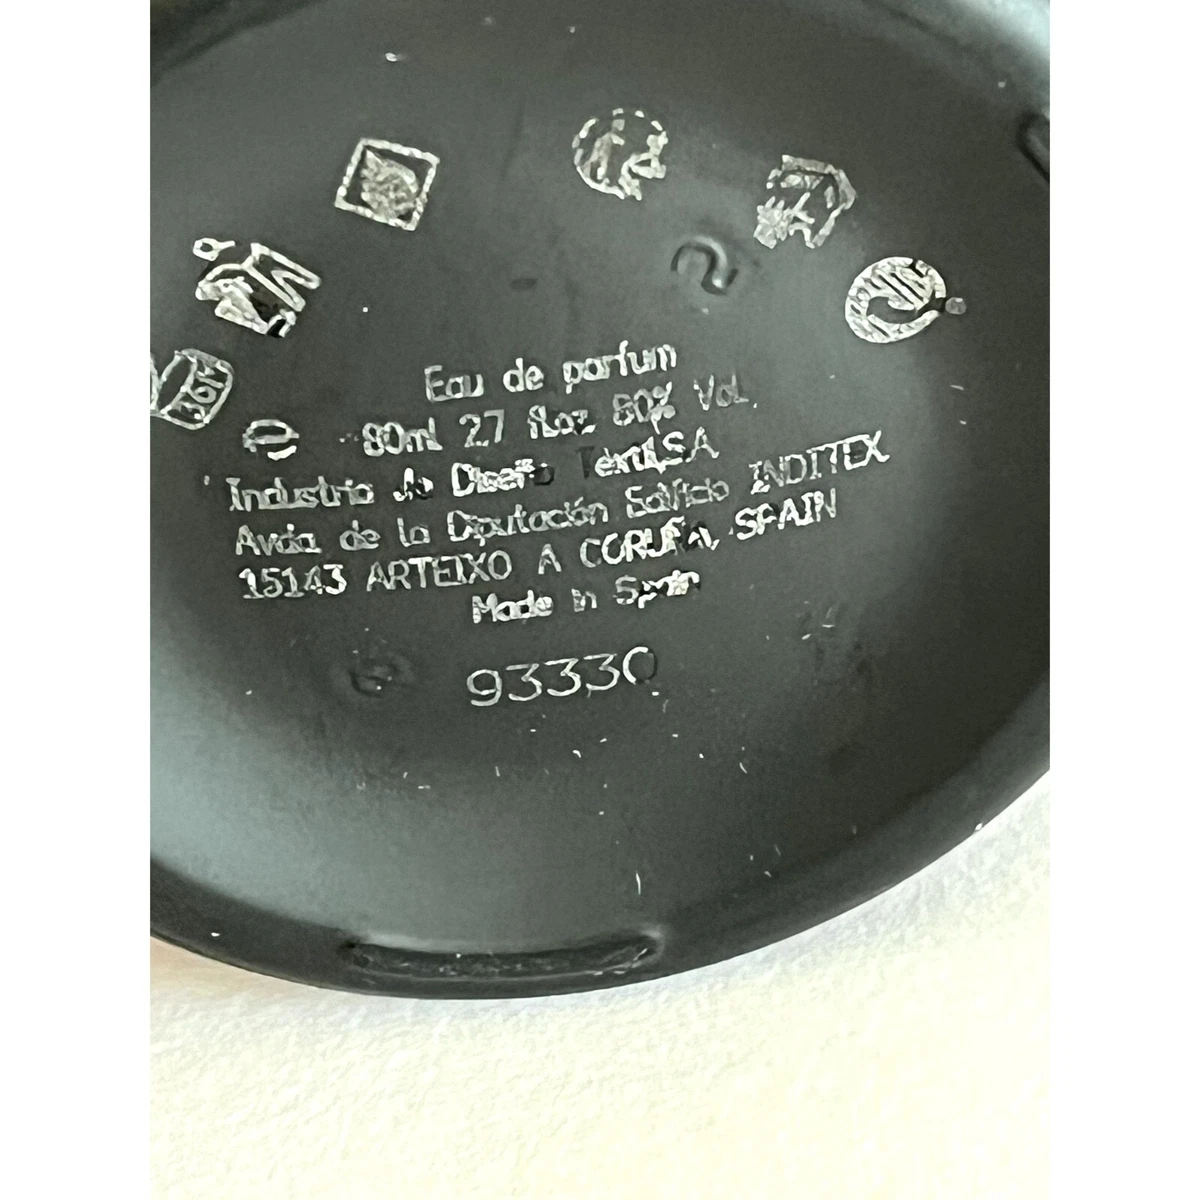 36M
Eau de parfum
80ml 2.7 fl.oz 80% Vol.
Industria de Diseño Textil, S.A.
Avda de la Diputación Edificio INDITEX
15143 ARTEIXO A CORUÑA, SPAIN
Made in Spain
93330